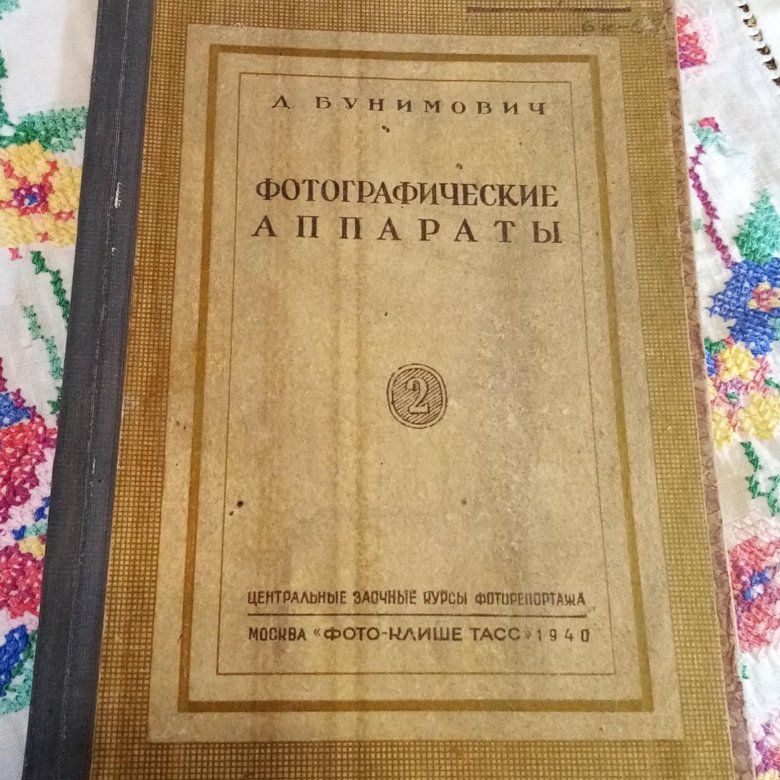 Д. БУНИМОВИЧ
ФОТОГРАФИЧЕСКИЕ
АППАРАТЫ
2
ЦЕНТРАЛЬНЫЕ ЗАОЧНЫЕ КУРСЫ ФОТОРЕПОРТАЖА
МОСКВА «ФОТО-КЛИШЕ ТАСС» 1940